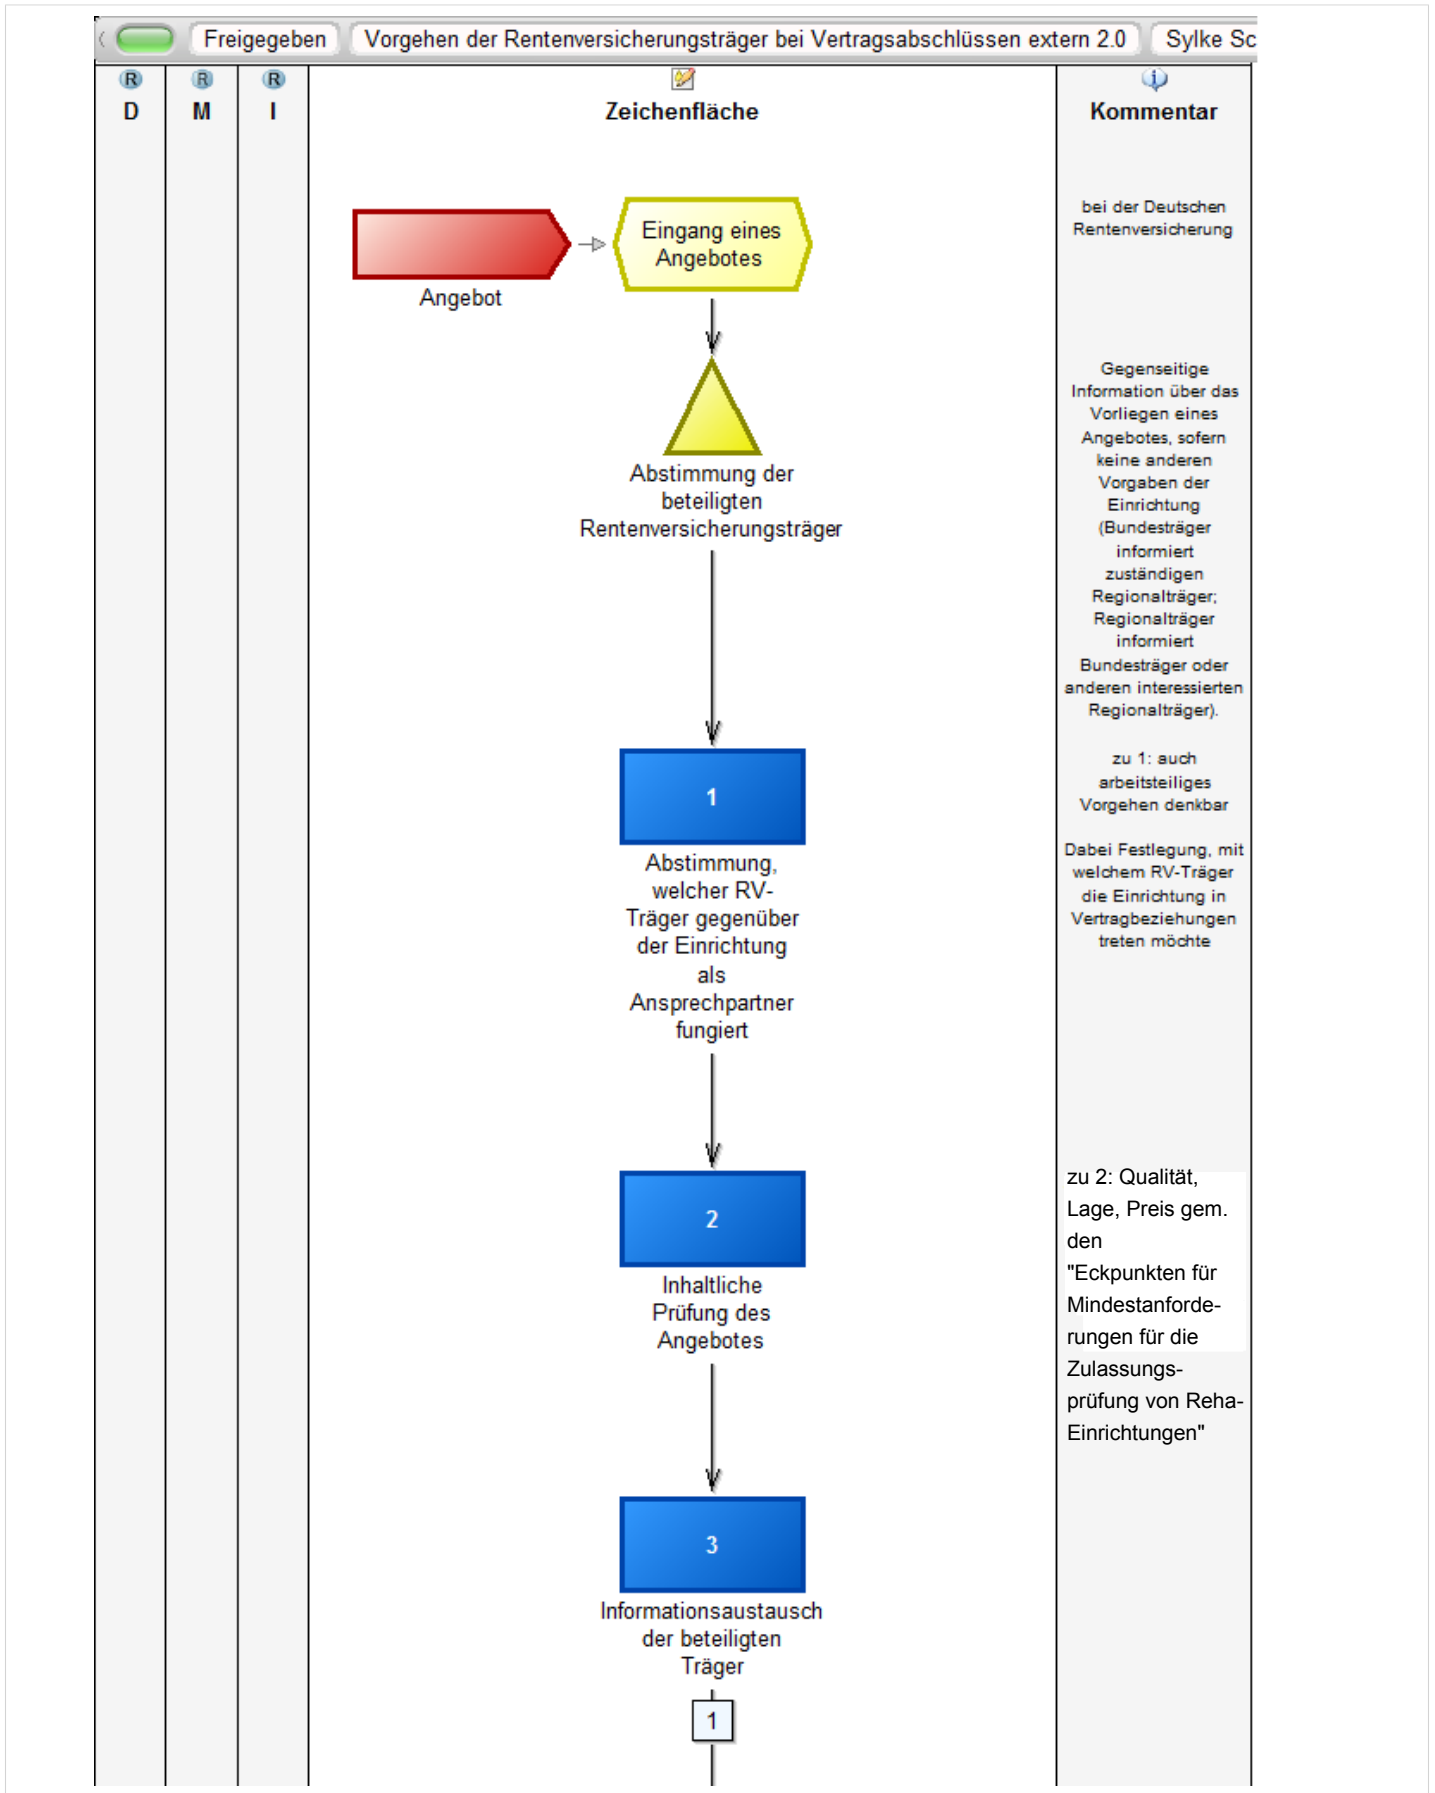 Freigegeben
Vorgehen der Rentenversicherungsträger bei Vertragsabschlüssen extern 2.0
Sylke Sc
R
R
R
D
M
I
Zeichenfläche
Kommentar
Angebot
Eingang eines
Angebotes
bei der Deutschen
Rentenversicherung
Abstimmung der
beteiligten
Rentenversicherungsträger
Gegenseitige
Information über das
Vorliegen eines
Angebotes, sofern
keine anderen
Vorgaben der
Einrichtung
(Bundesträger
informiert
zuständigen
Regionalträger;
Regionalträger
informiert
Bundesträger oder
anderen interessierten
Regionalträger).
1
Abstimmung,
welcher RV-
Träger gegenüber
der Einrichtung
als
Ansprechpartner
fungiert
zu 1: auch
arbeitsteiliges
Vorgehen denkbar
Dabei Festlegung, mit
welchem RV-Träger
die Einrichtung in
Vertragbeziehungen
treten möchte
2
Inhaltliche
Prüfung des
Angebotes
zu 2: Qualität,
Lage, Preis gem.
den
"Eckpunkten für
Mindestanforde-
rungen für die
Zulassungs-
prüfung von Reha-
Einrichtungen"
3
Informationsaustausch
der beteiligten
Träger
1